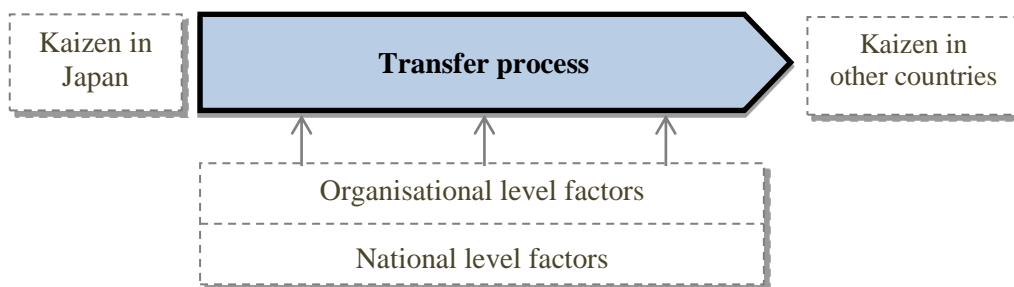 Kaizen in
Japan
Transfer process
Kaizen in
other countries
Organisational level factors
National level factors